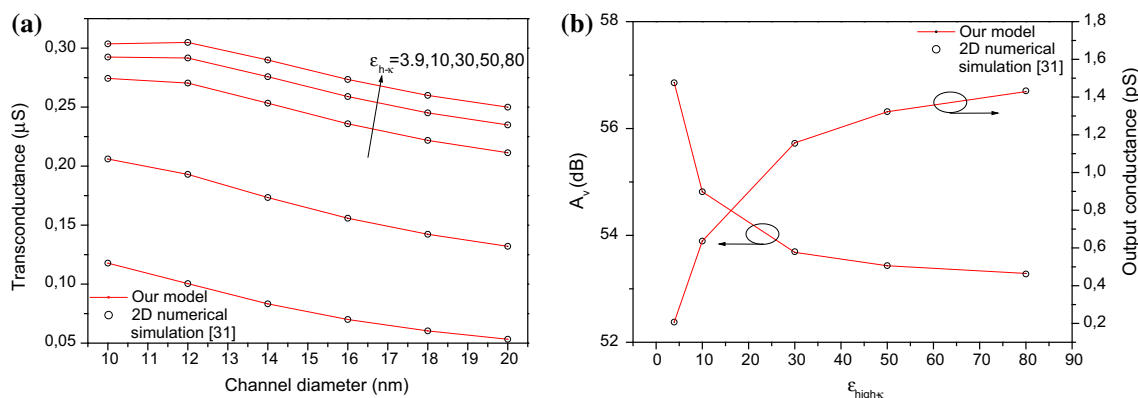 (a)
0,30
0,25
0,20
0,15
0,10
0,05
Transconductance (µS)
ε_h-κ=3.9,10,30,50,80
Our model
2D numerical
simulation [31]
10 11 12 13 14 15 16 17 18 19 20
Channel diameter (nm)
(b)
58
56
54
52
A_v (dB)
Our model
2D numerical
simulation [31]
1,8
1,6
1,4
1,2
1,0
0,8
0,6
0,4
0,2
Output conductance (pS)
0 10 20 30 40 50 60 70 80 90
ε_high-κ